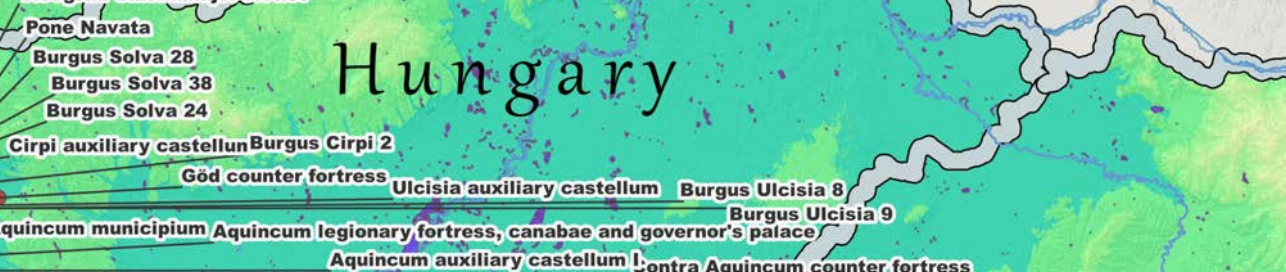 Pone Navata
Hungary
Burgus Solva 28
Burgus Solva 38
Burgus Solva 24
Cirpi auxiliary castellun Burgus Cirpi 2
Göd counter fortress
Ulcisia auxiliary castellum Burgus Ulcisia 8
Burgus Ulcisia 9
quincum municipium Aquincum legionary fortress, canabae and governor's palace
Aquincum auxiliary castellum I.
ontra Aquincum counter fortress